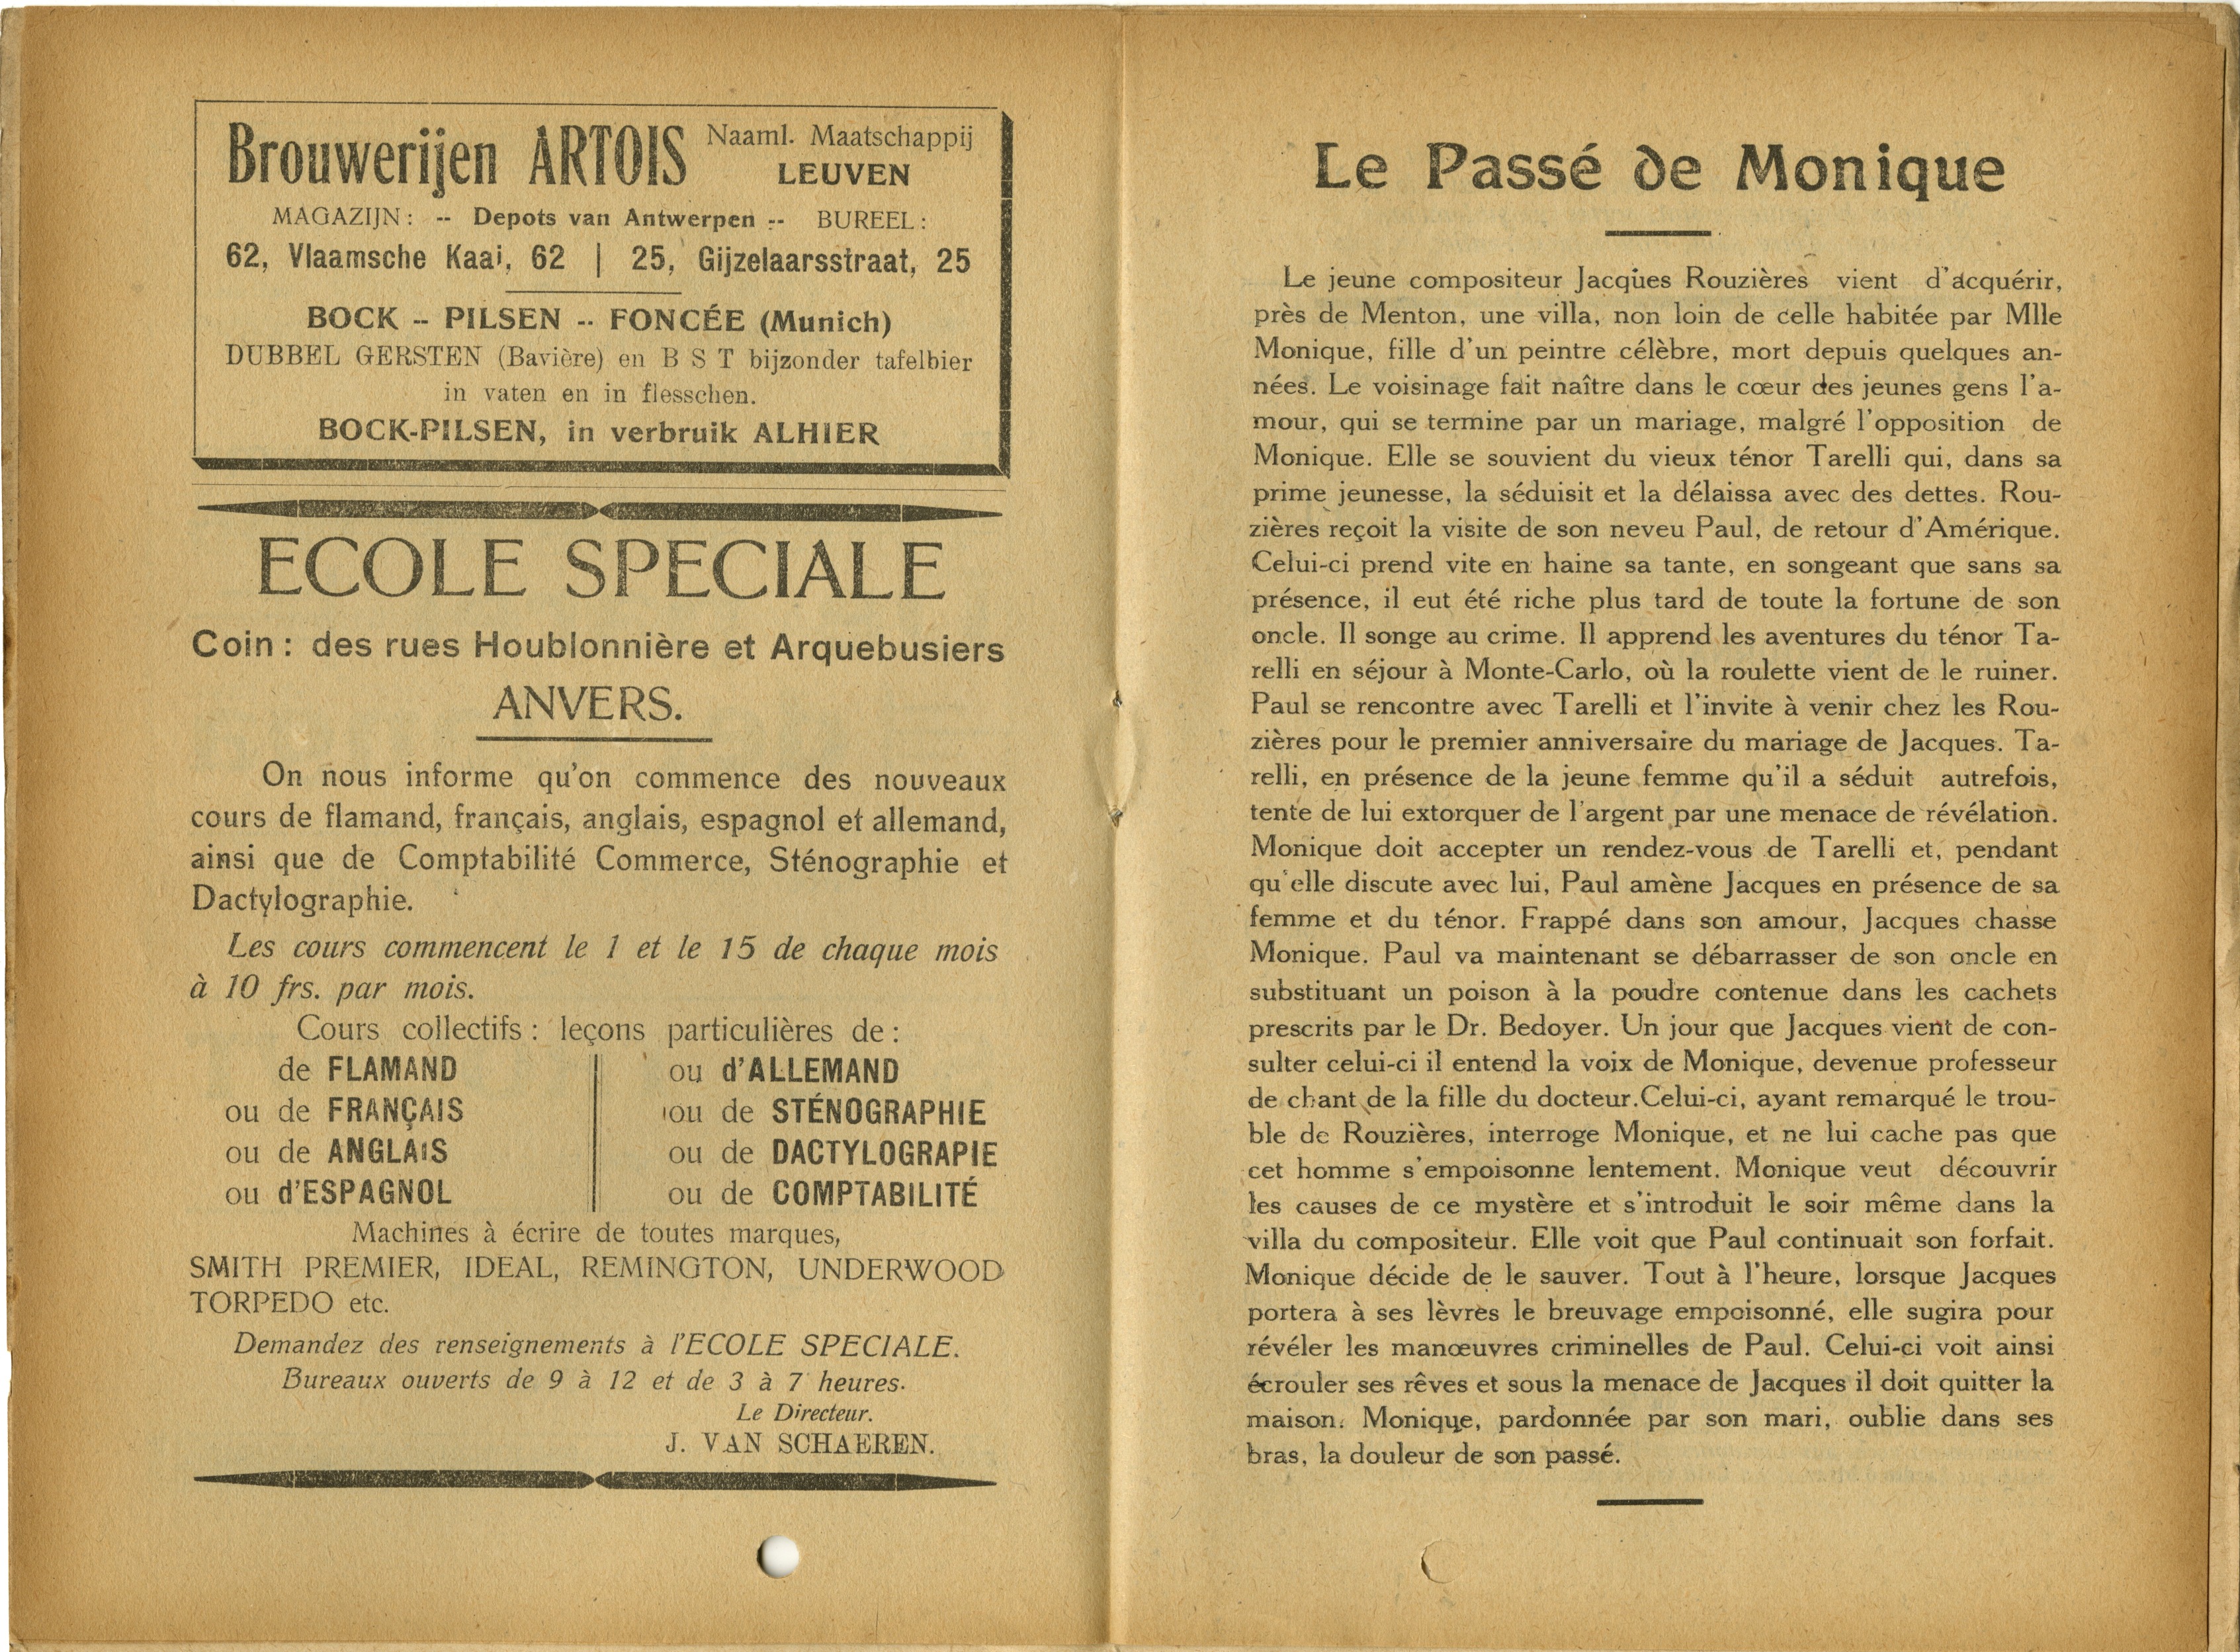 Brouwerijen ARTOIS
Naaml. Maatschappij
LEUVEN
MAGAZIJN: -- Depots van Antwerpen -- BUREEL:
62, Vlaamsche Kaai, 62 | 25, Gijzelaarsstraat, 25
BOCK -- PILSEN -- FONCÉE (Munich)
DUBBEL GERSTEN (Bavière) en B S T bijzonder tafelbier
in vaten en in flesschen.
BOCK-PILSEN, in verbruik ALHIER
ECOLE SPECIALE
Coin : des rues Houblonnière et Arquebusiers
ANVERS.
On nous informe qu'on commence des nouveaux
cours de flamand, français, anglais, espagnol et allemand,
ainsi que de Comptabilité Commerce, Sténographie et
Dactylographie.
Les cours commencent le 1 et le 15 de chaque mois
à 10 frs. par mois.
Cours collectifs : leçons particulières de :
de FLAMAND
ou de FRANÇAIS
ou de ANGLAIS
ou d'ESPAGNOL
ou d'ALLEMAND
ou de STÉNOGRAPHIE
ou de DACTYLOGRAPIE
ou de COMPTABILITÉ
Machines à écrire de toutes marques,
SMITH PREMIER, IDEAL, REMINGTON, UNDERWOOD
TORPEDO etc.
Demandez des renseignements à l'ECOLE SPECIALE.
Bureaux ouverts de 9 à 12 et de 3 à 7 heures.
Le Directeur.
J. VAN SCHAEREN.
Le Passé de Monique
Le jeune compositeur Jacques Rouzières vient d'acquérir,
près de Menton, une villa, non loin de celle habitée par Mlle
Monique, fille d'un peintre célèbre, mort depuis quelques an-
nées. Le voisinage fait naître dans le cœur des jeunes gens l'a-
mour, qui se termine par un mariage, malgré l'opposition de
Monique. Elle se souvient du vieux ténor Tarelli qui, dans sa
prime jeunesse, la séduisit et la délaissa avec des dettes. Rou-
zières reçoit la visite de son neveu Paul, de retour d'Amérique.
Celui-ci prend vite en haine sa tante, en songeant que sans sa
présence, il eut été riche plus tard de toute la fortune de son
oncle. Il songe au crime. Il apprend les aventures du ténor Ta-
relli en séjour à Monte-Carlo, où la roulette vient de le ruiner.
Paul se rencontre avec Tarelli et l'invite à venir chez les Rou-
zières pour le premier anniversaire du mariage de Jacques. Ta-
relli, en présence de la jeune femme qu'il a séduit autrefois,
tente de lui extorquer de l'argent par une menace de révélation.
Monique doit accepter un rendez-vous de Tarelli et, pendant
qu'elle discute avec lui, Paul amène Jacques en présence de sa
femme et du ténor. Frappé dans son amour, Jacques chasse
Monique. Paul va maintenant se débarrasser de son oncle en
substituant un poison à la poudre contenue dans les cachets
prescrits par le Dr. Bedoyer. Un jour que Jacques vient de con-
sulter celui-ci il entend la voix de Monique, devenue professeur
de chant de la fille du docteur.Celui-ci, ayant remarqué le trou-
ble de Rouzières, interroge Monique, et ne lui cache pas que
cet homme s'empoisonne lentement. Monique veut découvrir
les causes de ce mystère et s'introduit le soir même dans la
villa du compositeur. Elle voit que Paul continuait son forfait.
Monique décide de le sauver. Tout à l'heure, lorsque Jacques
portera à ses lèvres le breuvage empoisonné, elle sugira pour
révéler les manœuvres criminelles de Paul. Celui-ci voit ainsi
écrouler ses rêves et sous la menace de Jacques il doit quitter la
maison. Monique, pardonnée par son mari, oublie dans ses
bras, la douleur de son passé.